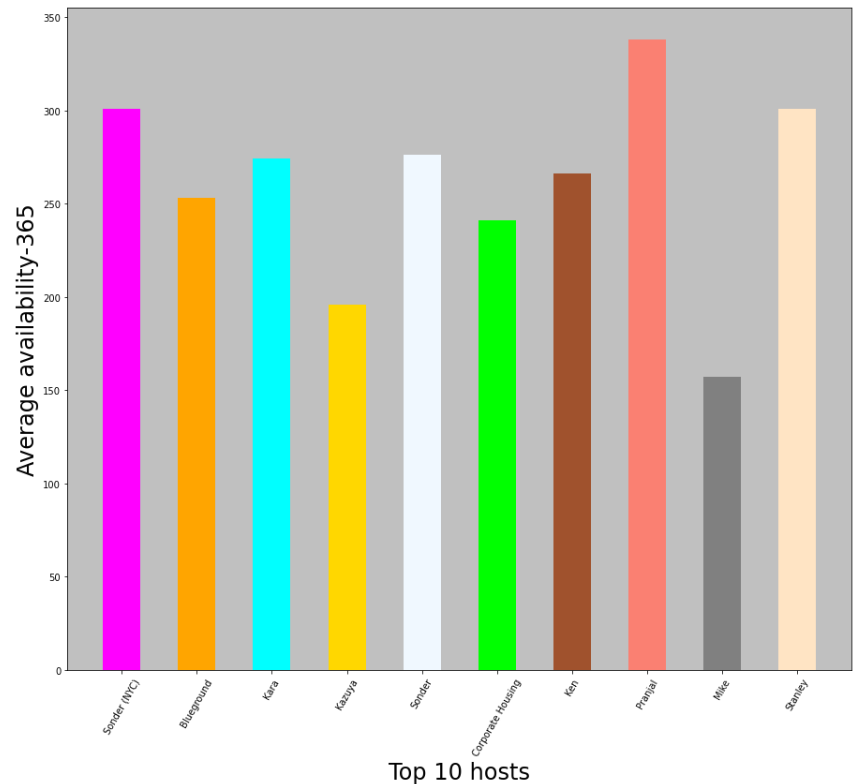 350
300
250
200
150
100
50
0
Average availability-365
Sonder (NYC)
Blueground
Kara
Kazuya
Sonder
Corporate Housing
Ken
Pranjal
Mike
Stanley
Top 10 hosts